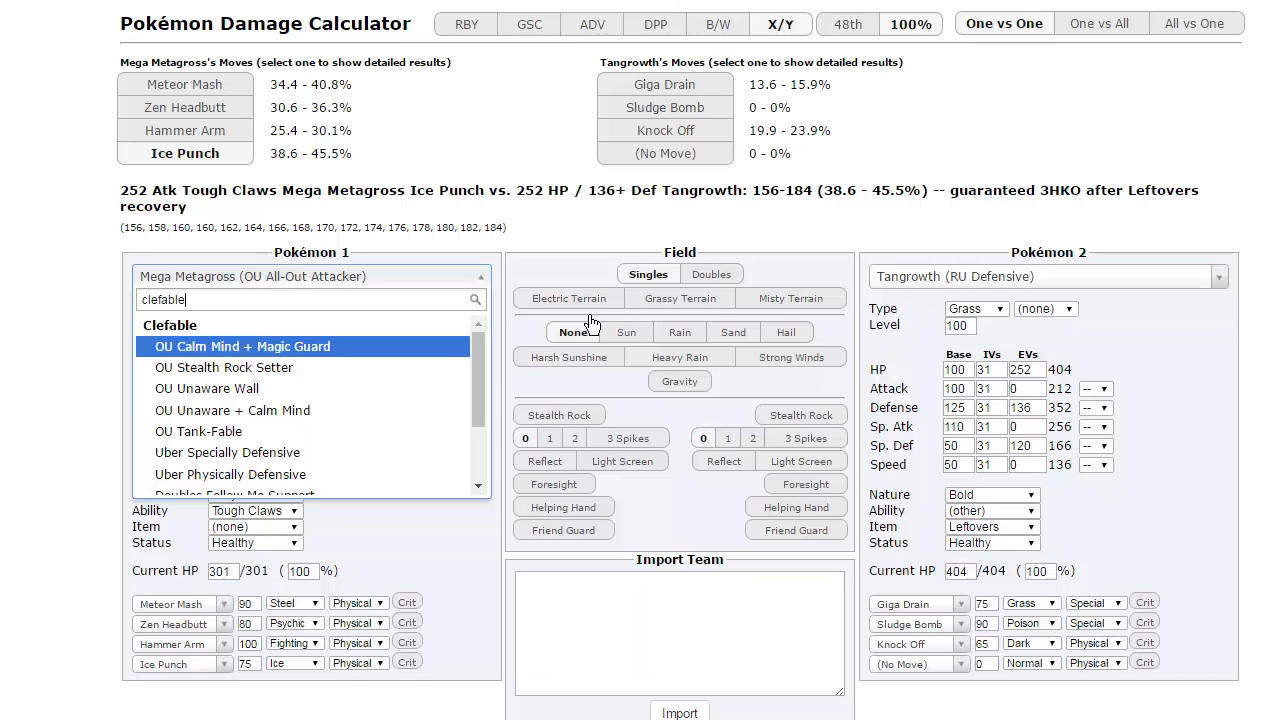 Pokémon Damage Calculator RBY GSC ADV DPP B/W X/Y 48th 100% One vs One One vs All All vs One
Mega Metagross's Moves (select one to show detailed results)
Meteor Mash 34.4 - 40.8%
Zen Headbutt 30.6 - 36.3%
Hammer Arm 25.4 - 30.1%
Ice Punch 38.6 - 45.5%
Tangrowth's Moves (select one to show detailed results)
Giga Drain 13.6 - 15.9%
Sludge Bomb 0 - 0%
Knock Off 19.9 - 23.9%
(No Move) 0 - 0%
252 Atk Tough Claws Mega Metagross Ice Punch vs. 252 HP / 136+ Def Tangrowth: 156-184 (38.6 - 45.5%) -- guaranteed 3HKO after Leftovers
recovery
(156, 158, 160, 160, 162, 164, 166, 168, 170, 172, 174, 176, 178, 180, 182, 184)
Pokémon 1
Mega Metagross (OU All-Out Attacker)
clefable
Clefable
OU Calm Mind + Magic Guard
OU Stealth Rock Setter
OU Unaware Wall
OU Unaware + Calm Mind
OU Tank-Fable
Uber Specially Defensive
Uber Physically Defensive
Doubles Follow Me Support
Ability Tough Claws
Item (none)
Status Healthy
Current HP 301 /301 ( 100 %)
Meteor Mash 90 Steel Physical Crit
Zen Headbutt 80 Psychic Physical Crit
Hammer Arm 100 Fighting Physical Crit
Ice Punch 75 Ice Physical Crit
Field
Singles Doubles
Electric Terrain Grassy Terrain Misty Terrain
None Sun Rain Sand Hail
Harsh Sunshine Heavy Rain Strong Winds
Gravity
Stealth Rock Stealth Rock
0 1 2 3 Spikes 0 1 2 3 Spikes
Reflect Light Screen Reflect Light Screen
Foresight Foresight
Helping Hand Helping Hand
Friend Guard Friend Guard
Import Team
Import
Pokémon 2
Tangrowth (RU Defensive)
Type Grass (none)
Level 100
Base IVs EVs
HP 100 31 252 404
Attack 100 31 0 212 --
Defense 125 31 136 352 --
Sp. Atk 110 31 0 256 --
Sp. Def 50 31 120 166 --
Speed 50 31 0 136 --
Nature Bold
Ability (other)
Item Leftovers
Status Healthy
Current HP 404 /404 ( 100 %)
Giga Drain 75 Grass Special Crit
Sludge Bomb 90 Poison Special Crit
Knock Off 65 Dark Physical Crit
(No Move) 0 Normal Physical Crit